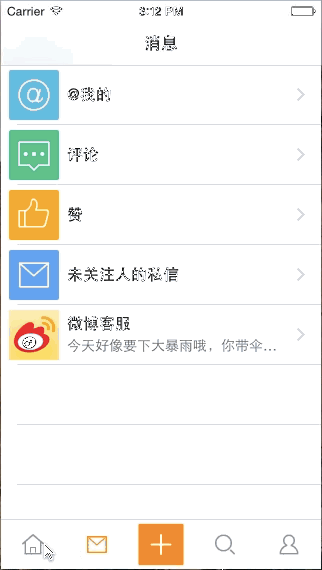 Carrier 3:12 PM
消息
@我的
评论
赞
未关注人的私信
微博客服
今天好像要下大暴雨哦，你带伞...